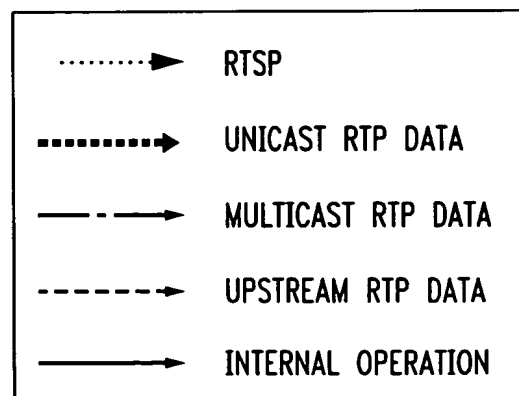 RTSP
UNICAST RTP DATA
MULTICAST RTP DATA
UPSTREAM RTP DATA
INTERNAL OPERATION